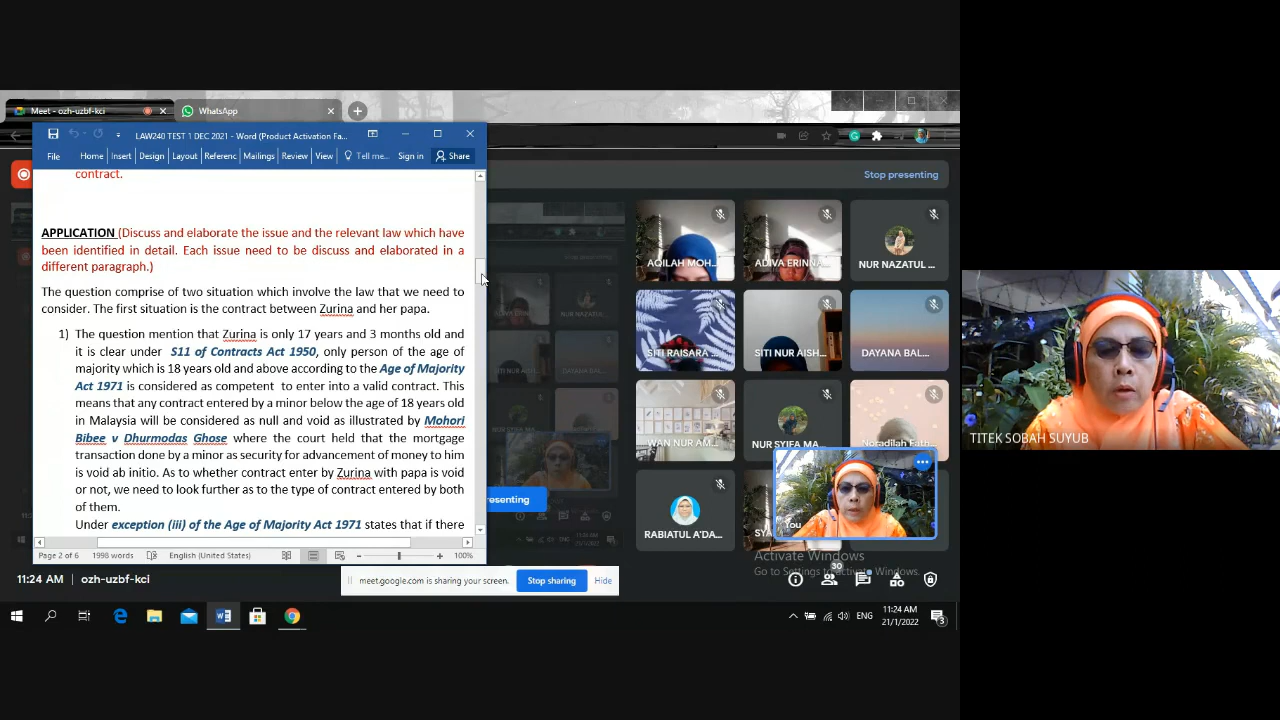 Meet - ozh-uzbf-kci
WhatsApp
LAW240 TEST 1 DEC 2021 - Word (Product Activation Fa...
File Home Insert Design Layout Referenc Mailings Review View Tell me... Sign in Share
Stop presenting
contract.
APPLICATION (Discuss and elaborate the issue and the relevant law which have
been identified in detail. Each issue need to be discuss and elaborated in a
different paragraph.)
The question comprise of two situation which involve the law that we need to
consider. The first situation is the contract between Zurina and her papa.
1) The question mention that Zurina is only 17 years and 3 months old and
it is clear under S11 of Contracts Act 1950, only person of the age of
majority which is 18 years old and above according to the Age of Majority
Act 1971 is considered as competent to enter into a valid contract. This
means that any contract entered by a minor below the age of 18 years old
in Malaysia will be considered as null and void as illustrated by Mohori
Bibee v Dhurmodas Ghose where the court held that the mortgage
transaction done by a minor as security for advancement of money to him
is void ab initio. As to whether contract enter by Zurina with papa is void
or not, we need to look further as to the type of contract entered by both
of them.
Under exception (iii) of the Age of Majority Act 1971 states that if there
Page 2 of 6 1998 words English (United States) 100%
AQILAH MOH...
ADIVA ERINNA...
NUR NAZATUL ...
SITI RAISARA ...
SITI NUR AISH...
DAYANA BAL...
WAN NUR AM...
NUR SYIFA MA...
Noradilah Fath...
RABIATUL A'DA...
You
resenting
TITEK SOBAH SUYUB
Activate Windows
Go to Settings to activate Windows.
11:24 AM ozh-uzbf-kci
meet.google.com is sharing your screen. Stop sharing Hide
30
ENG
11:24 AM
21/1/2022
3